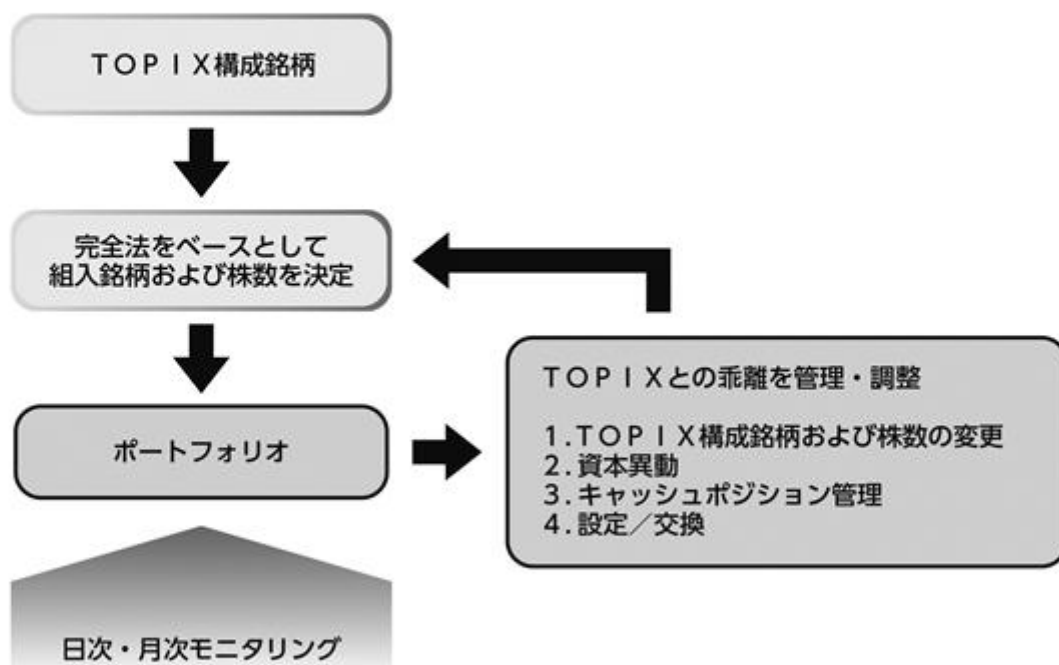 TOPIX構成銘柄
完全法をベースとして
組入銘柄および株数を決定
ポートフォリオ
TOPIXとの乖離を管理・調整
1.TOPIX構成銘柄および株数の変更
2.資本異動
3.キャッシュポジション管理
4.設定/交換
日次・月次モニタリング